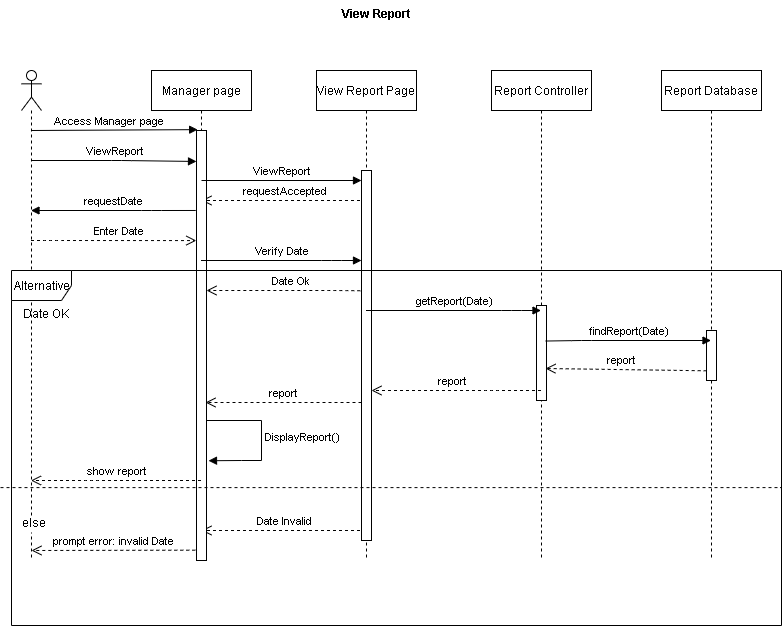 View Report
Manager page
View Report Page
Report Controller
Report Database
Access Manager page
ViewReport
ViewReport
requestAccepted
requestDate
Enter Date
Verify Date
Alternative
Date Ok
Date OK
getReport(Date)
findReport(Date)
report
report
report
DisplayReport()
show report
else
Date Invalid
prompt error: invalid Date